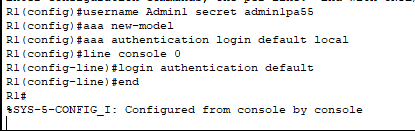 R1(config)#username Admin1 secret admin1pa55
R1(config)#aaa new-model
R1(config)#aaa authentication login default local
R1(config)#line console 0
R1(config-line)#login authentication default
R1(config-line)#end
R1#
%SYS-5-CONFIG_I: Configured from console by console